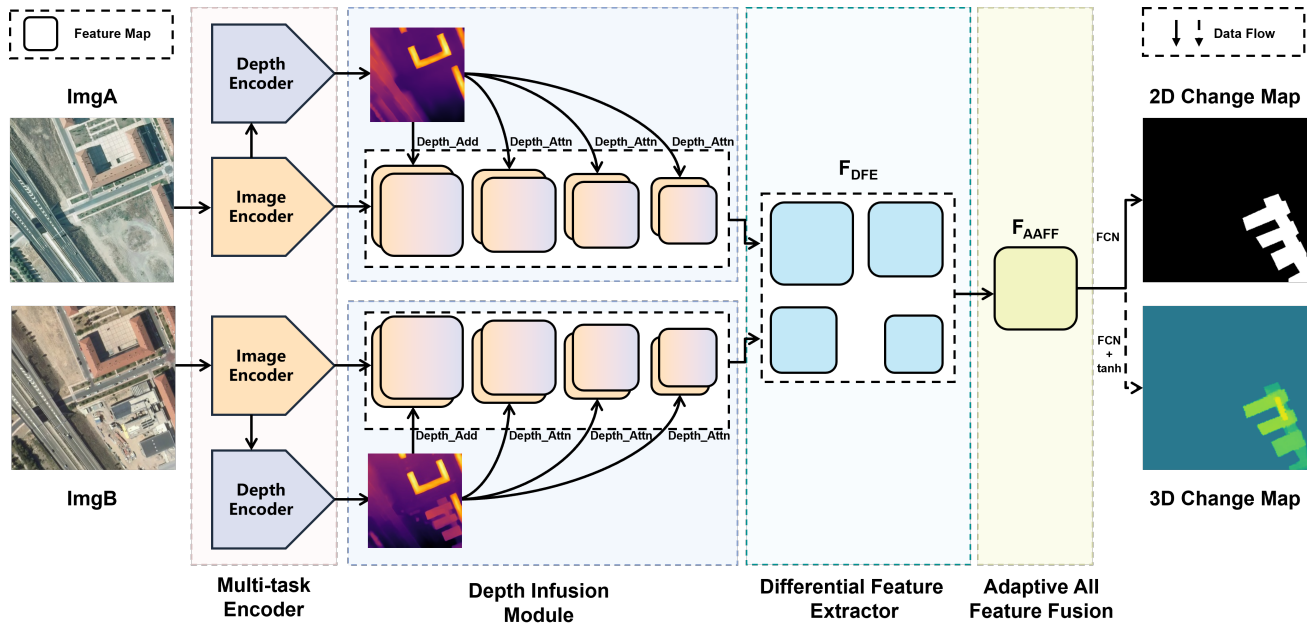 Feature Map
ImgA
ImgB
Depth
Encoder
Image
Encoder
Image
Encoder
Depth
Encoder
Multi-task
Encoder
Depth_Add
Depth_Attn
Depth_Attn
Depth_Attn
Depth_Add
Depth_Attn
Depth_Attn
Depth_Attn
Depth Infusion
Module
F_DFE
Differential Feature
Extractor
F_AAFF
Adaptive All
Feature Fusion
FCN
FCN
+
tanh
Data Flow
2D Change Map
3D Change Map